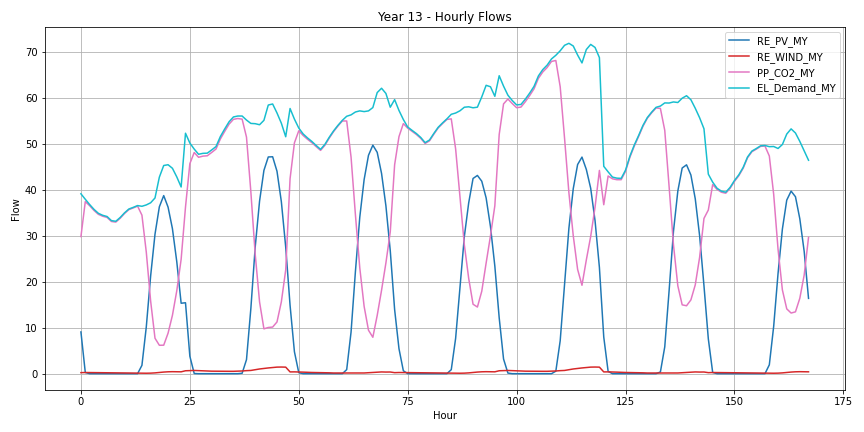 Year 13 - Hourly Flows
RE_PV_MY
RE_WIND_MY
PP_CO2_MY
EL_Demand_MY
Flow
70
60
50
40
30
20
10
0
0
25
50
75
100
125
150
175
Hour